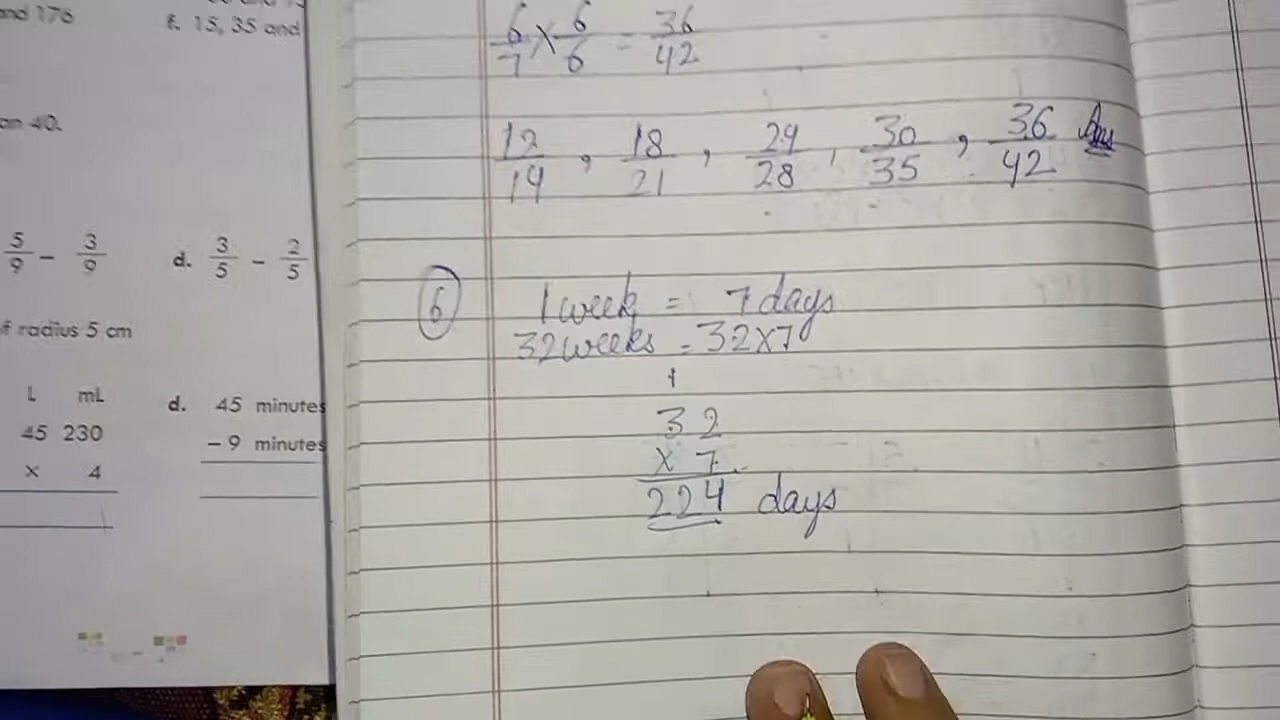 and 176
f. 15, 35 and
an 40.
5/9 - 3/9
d. 3/5 - 2/5
f radius 5 cm
L mL
45 230
x 4
d. 45 minutes
- 9 minutes
6/7 x 6/6 = 36/42
12/14, 18/21, 24/28, 30/35, 36/42 Ans
6
1 week = 7 days
32 weeks = 32x7
1
32
x 7
224 days